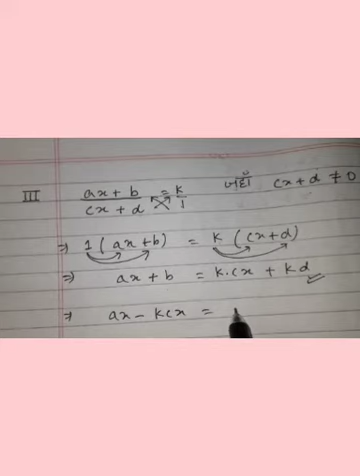 III ax + b / cx + d = k / 1 जहाँ cx + d ≠ 0
⇒ 1 (ax + b) = k (cx + d)
⇒ ax + b = k·cx + kd
⇒ ax − kcx =